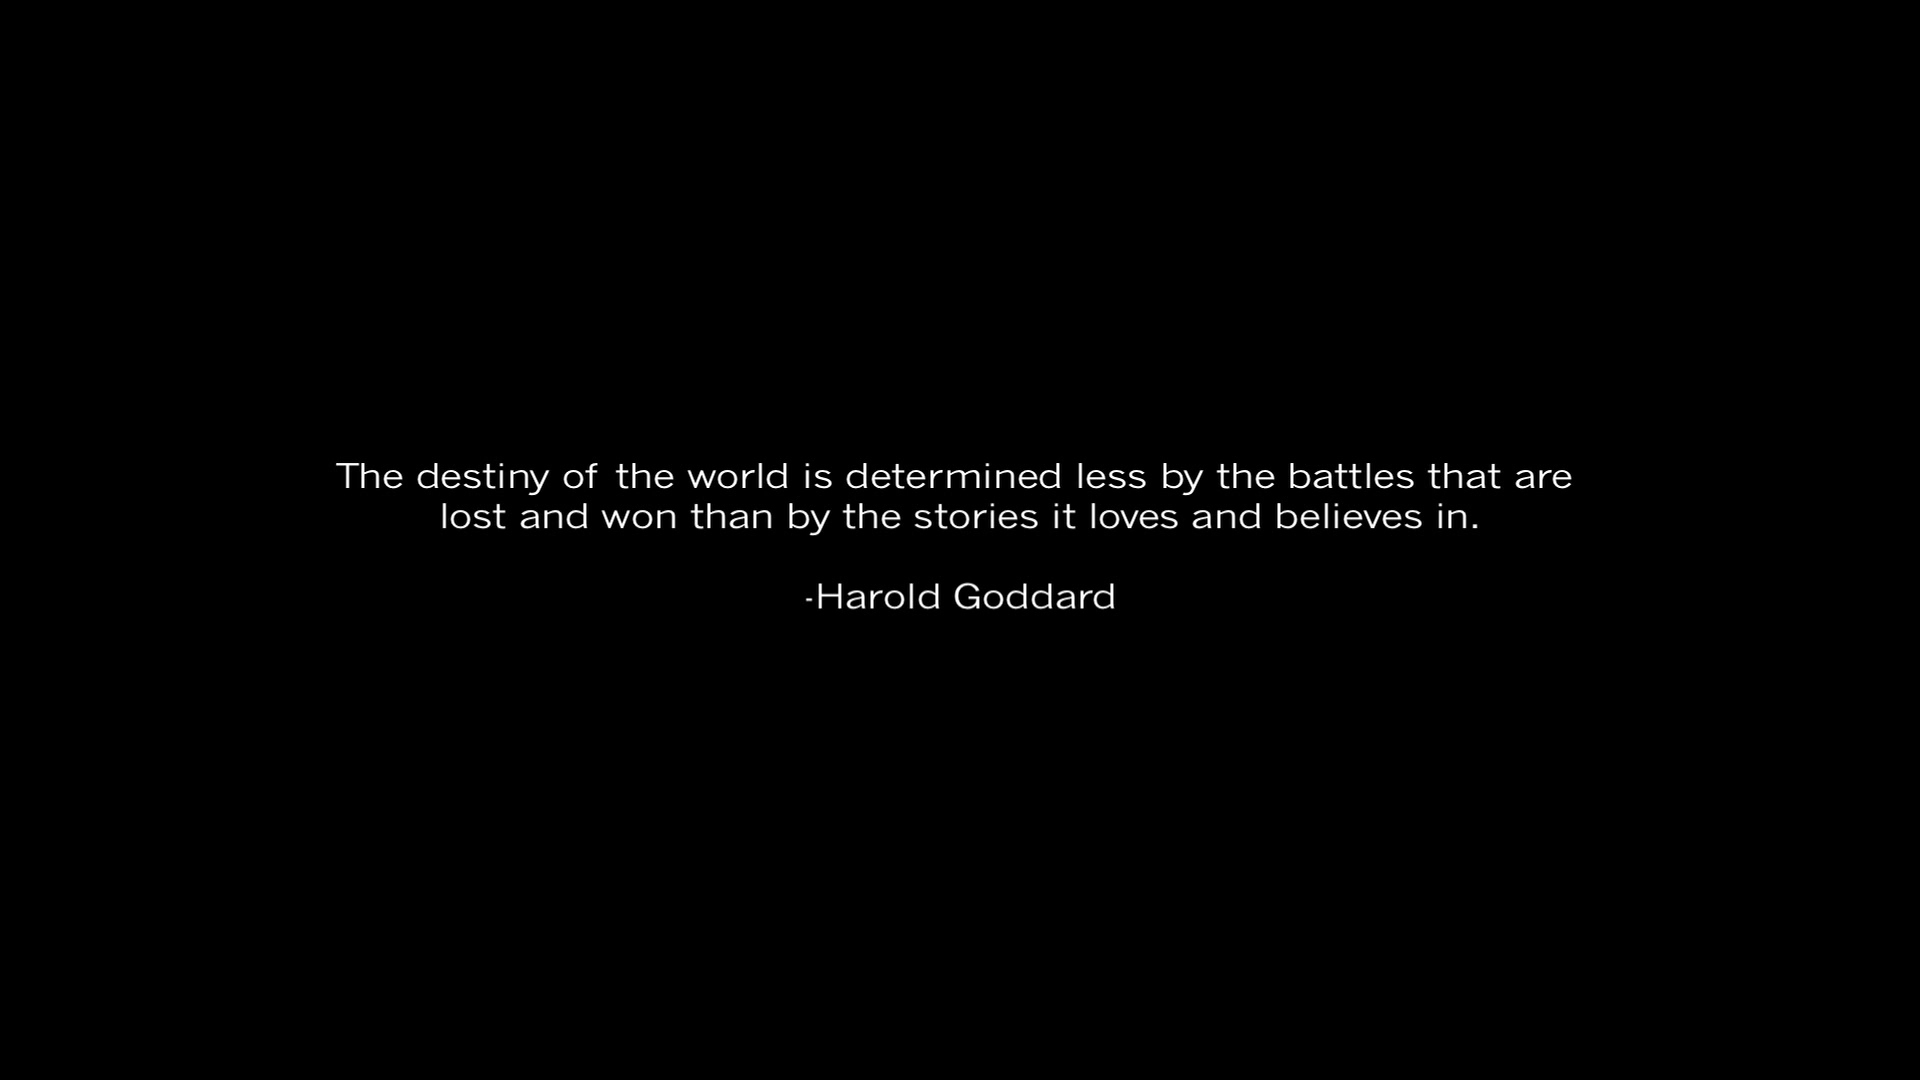 The destiny of the world is determined less by the battles that are
lost and won than by the stories it loves and believes in.
-Harold Goddard